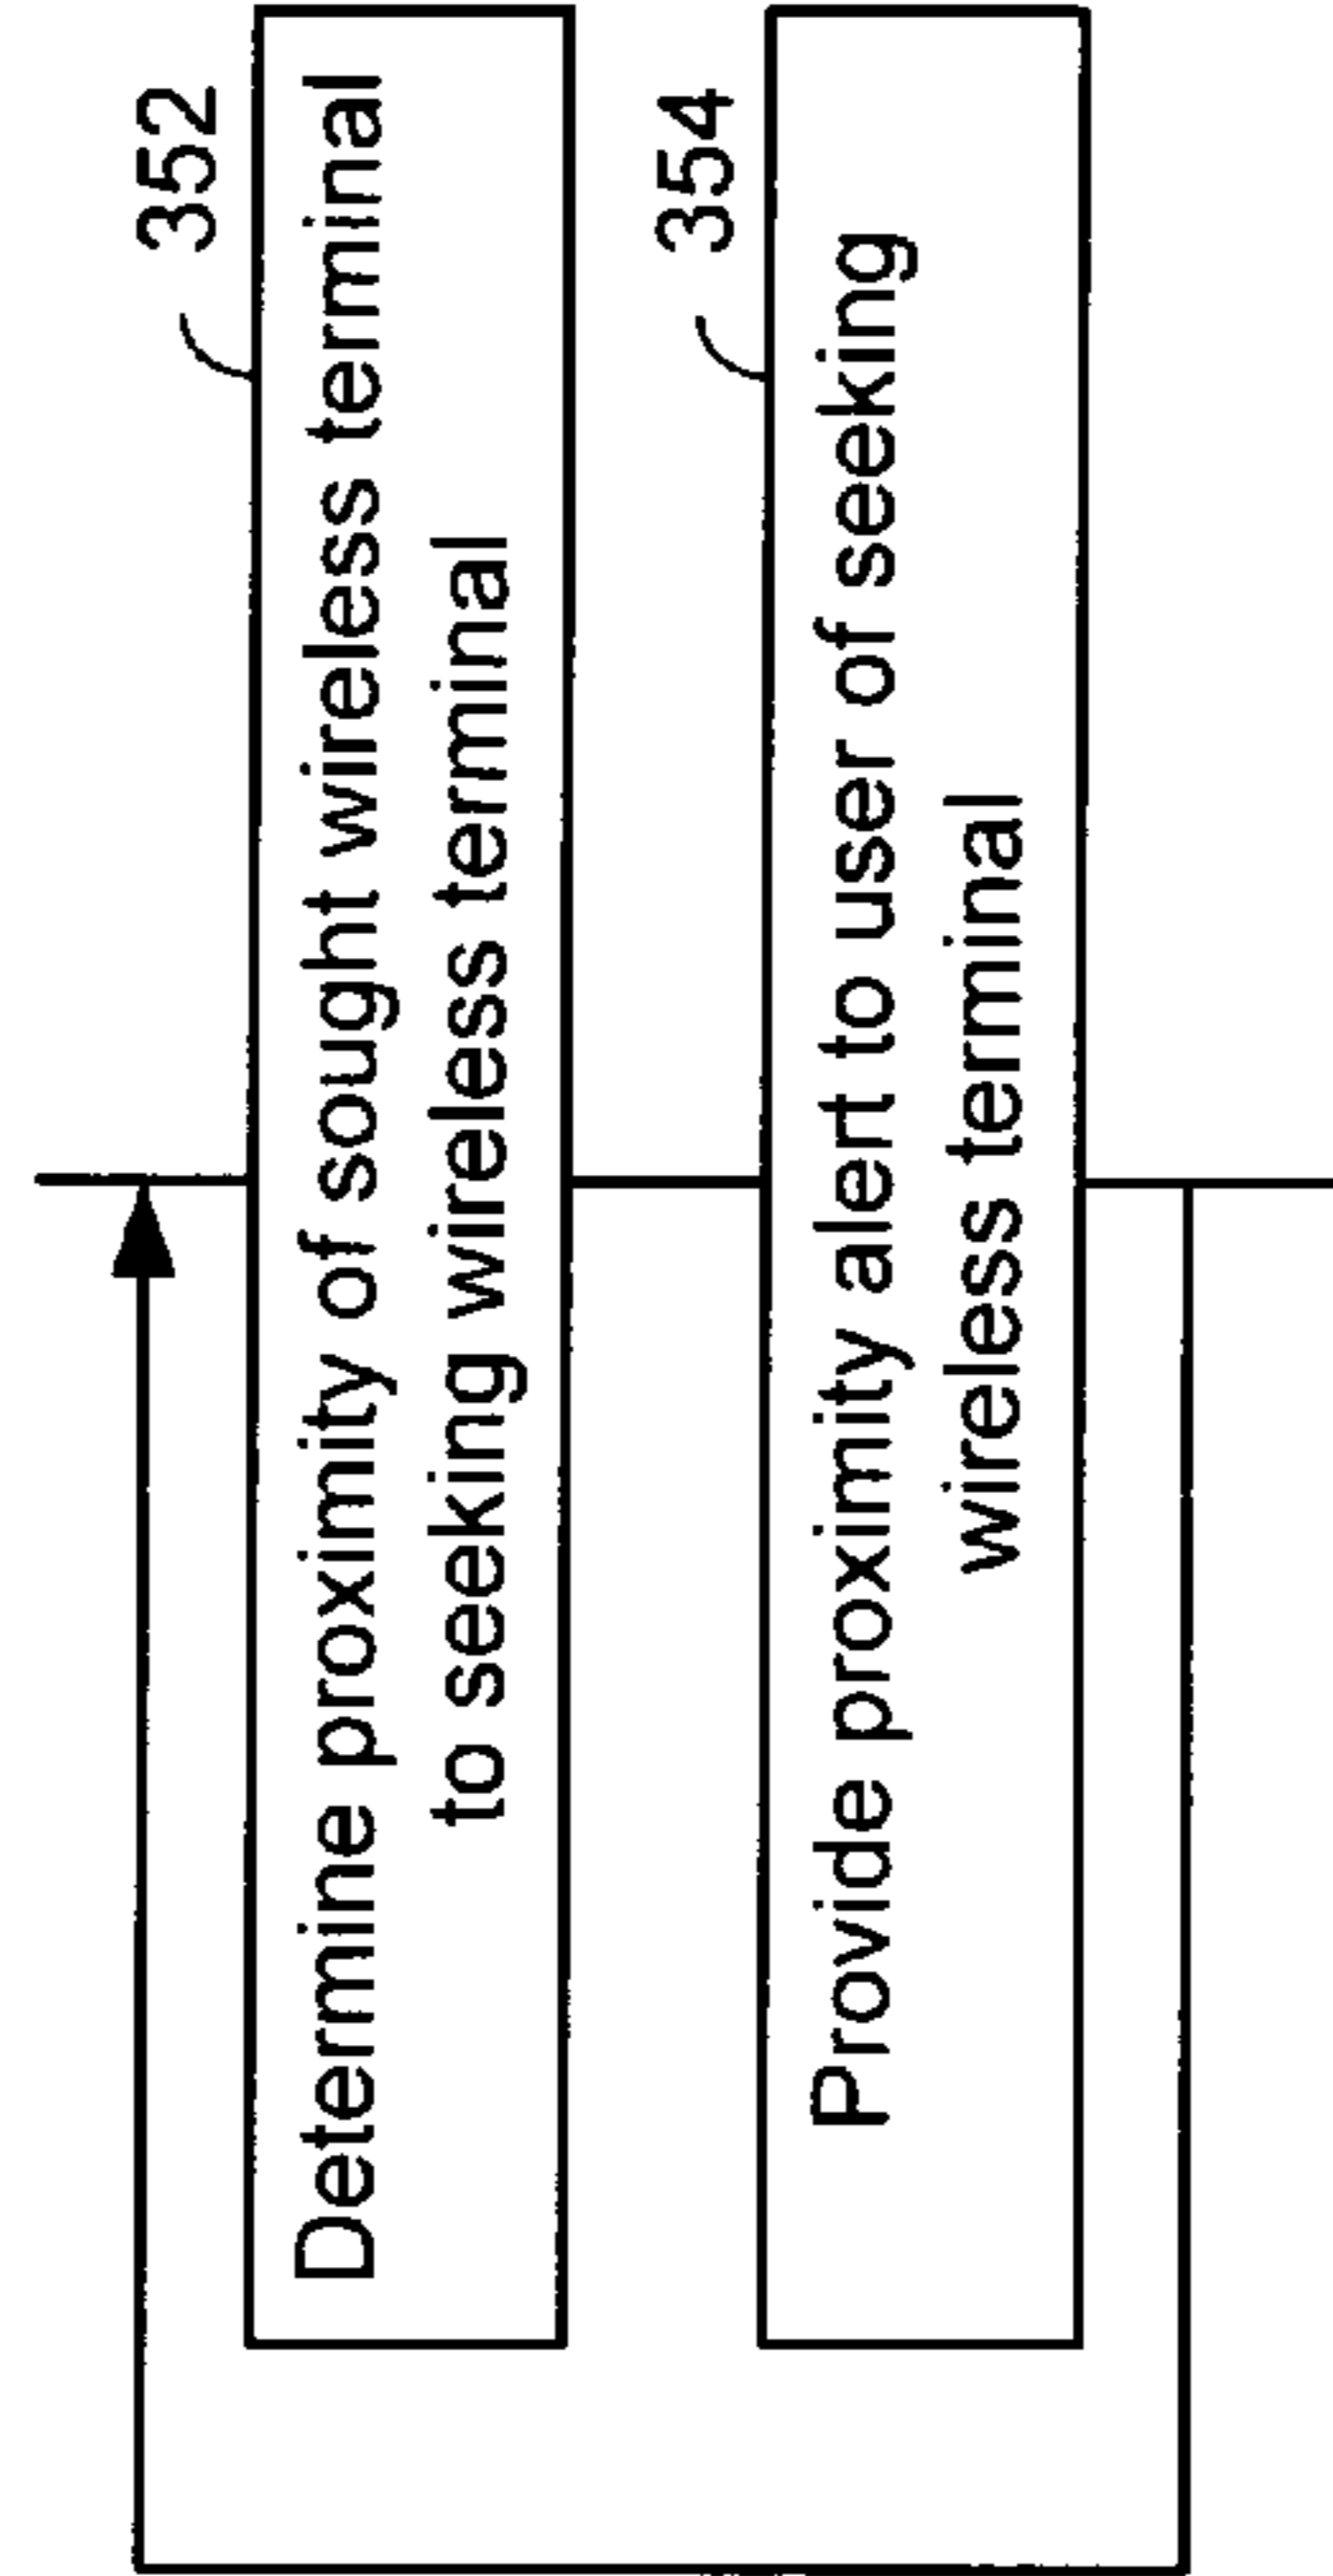 352
Determine proximity of sought wireless terminal
to seeking wireless terminal
354
Provide proximity alert to user of seeking
wireless terminal